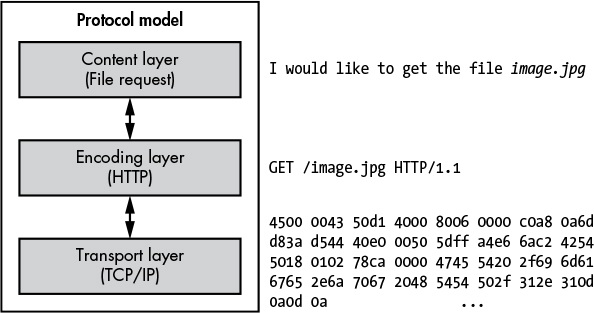 Protocol model
Content layer
(File request)
I would like to get the file image.jpg
Encoding layer
(HTTP)
GET /image.jpg HTTP/1.1
Transport layer
(TCP/IP)
4500 0043 50d1 4000 8006 0000 c0a8 0a6d
d83a d544 40e0 0050 5dff a4e6 6ac2 4254
5018 0102 78ca 0000 4745 5420 2f69 6d61
6765 2e6a 7067 2048 5454 502f 312e 310d
0a0d 0a ...